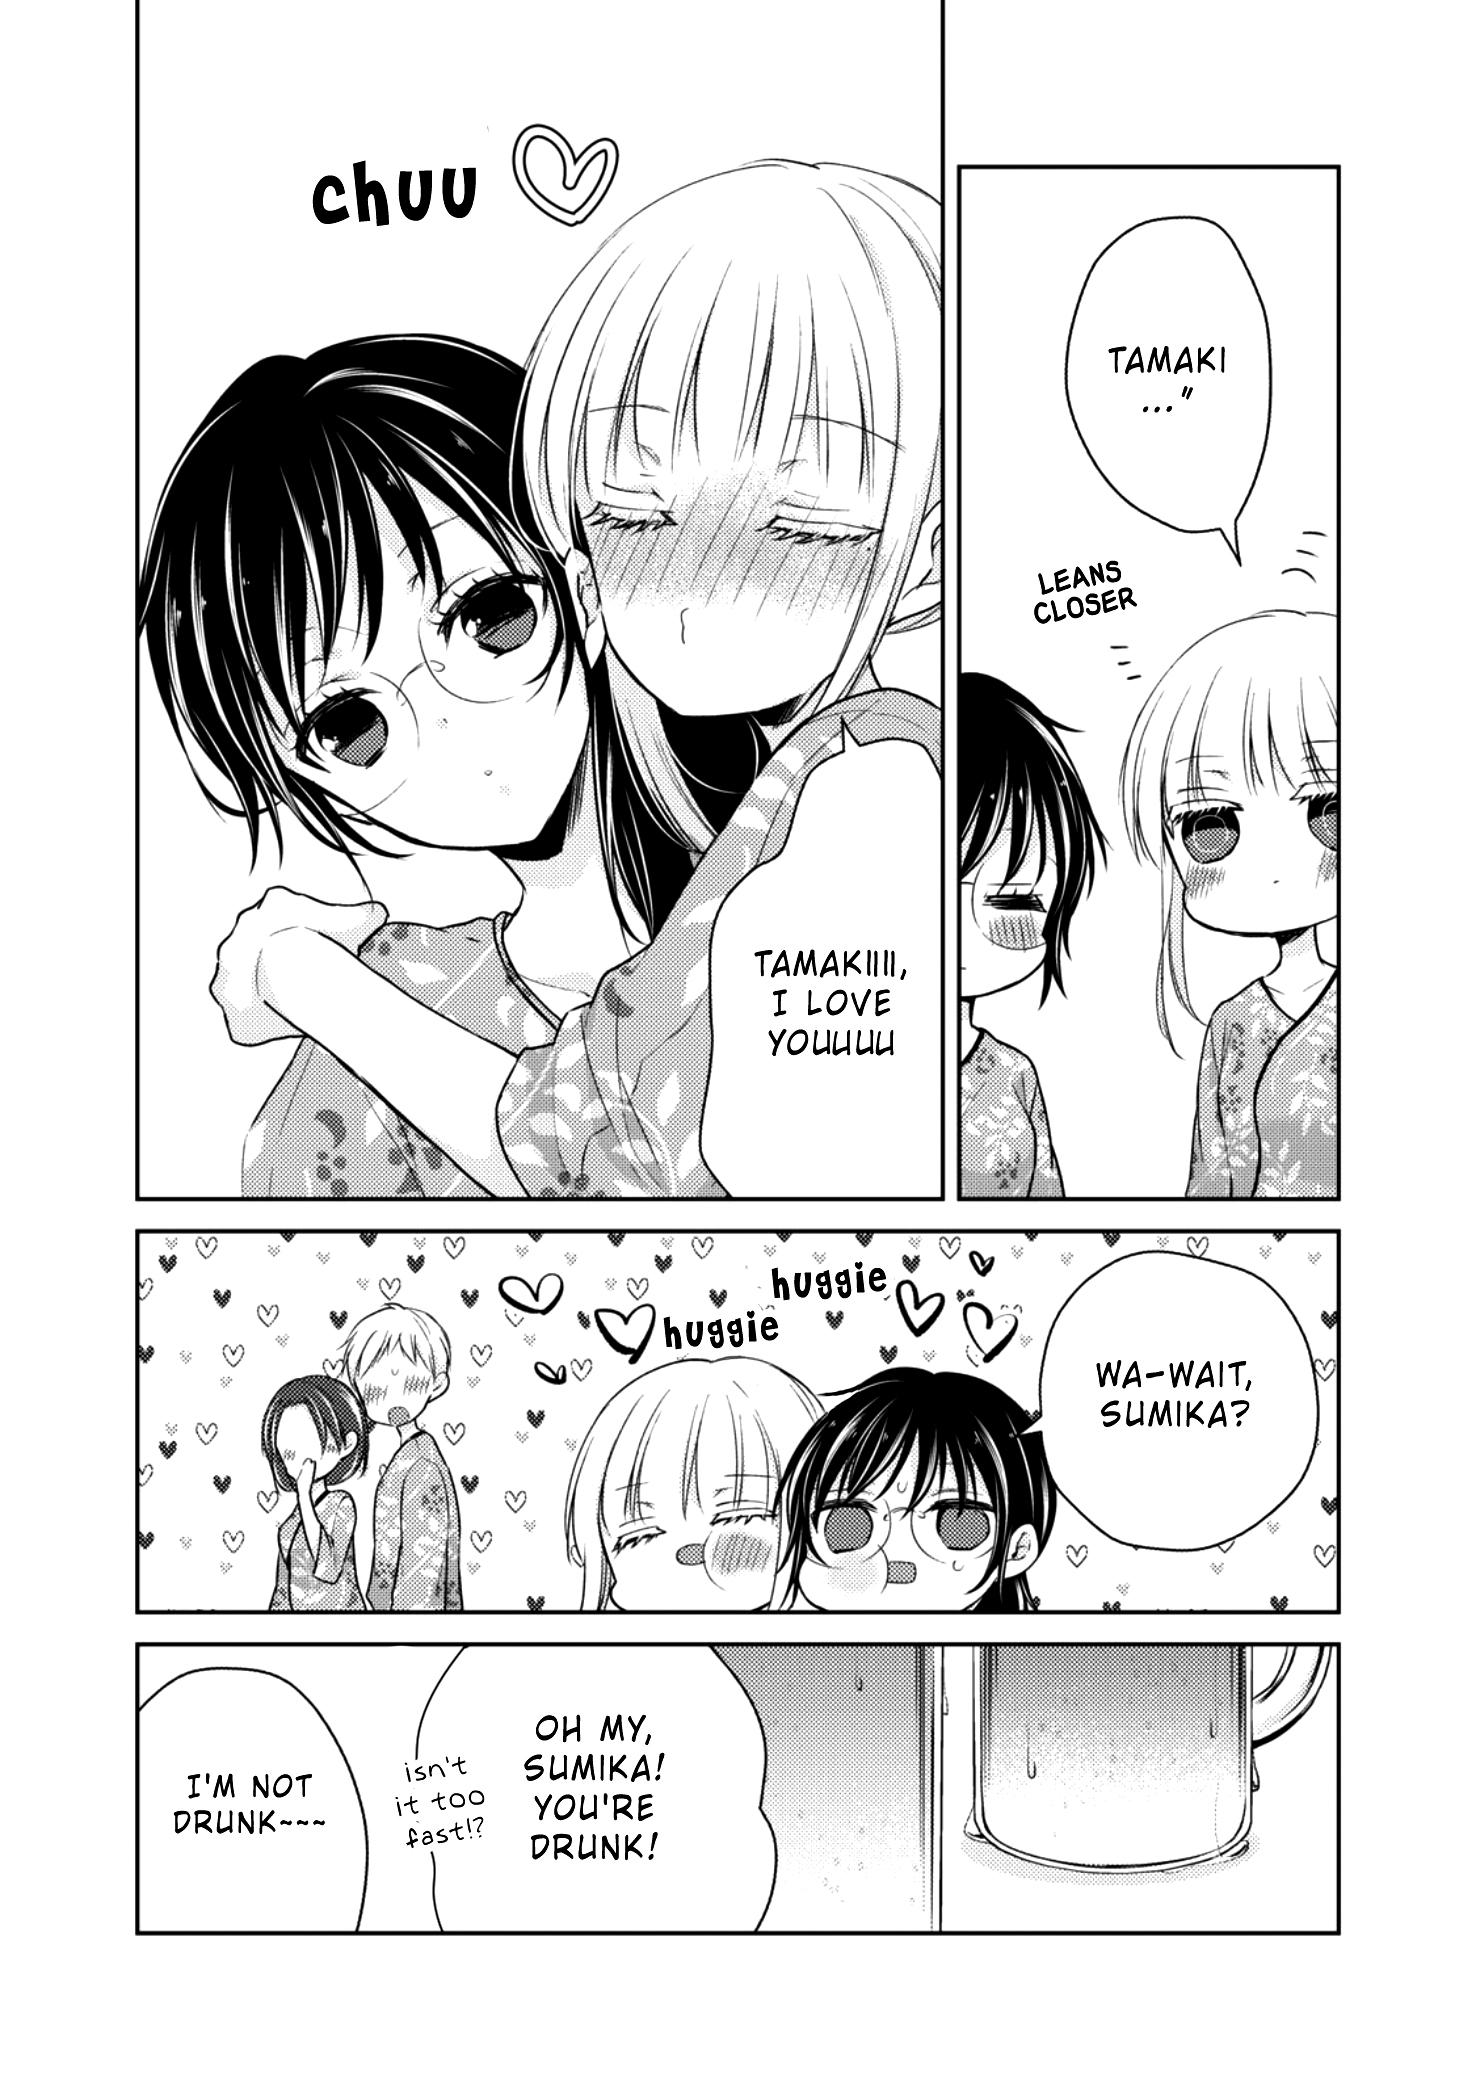 TAMAKI
..."
LEANS
CLOSER
chuu
TAMAKIIII,
I LOVE
YOUUUU
WA-WAIT,
SUMIKA?
huggie
huggie
OH MY,
SUMIKA!
YOU'RE
DRUNK!
isn't
it too
fast!?
I'M NOT
DRUNK~~~